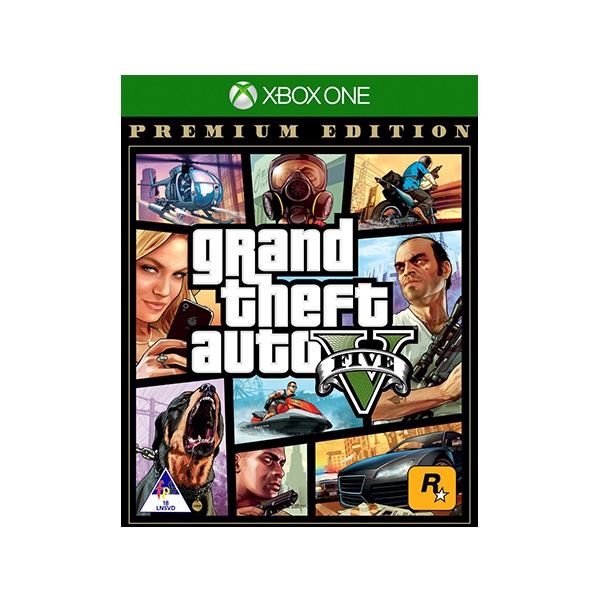 XBOX ONE
PREMIUM EDITION
grand
theft
auto
V
FIVE
R
18
LNSVD